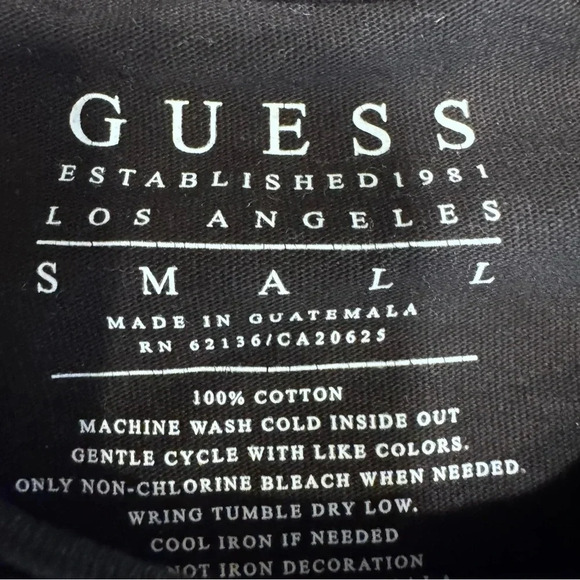 GUESS
ESTABLISHED 1981
LOS ANGELES
SMALL
MADE IN GUATEMALA
RN 62136/CA20625
100% COTTON
MACHINE WASH COLD INSIDE OUT
GENTLE CYCLE WITH LIKE COLORS.
ONLY NON-CHLORINE BLEACH WHEN NEEDED.
WRING TUMBLE DRY LOW.
COOL IRON IF NEEDED
NOT IRON DECORATION